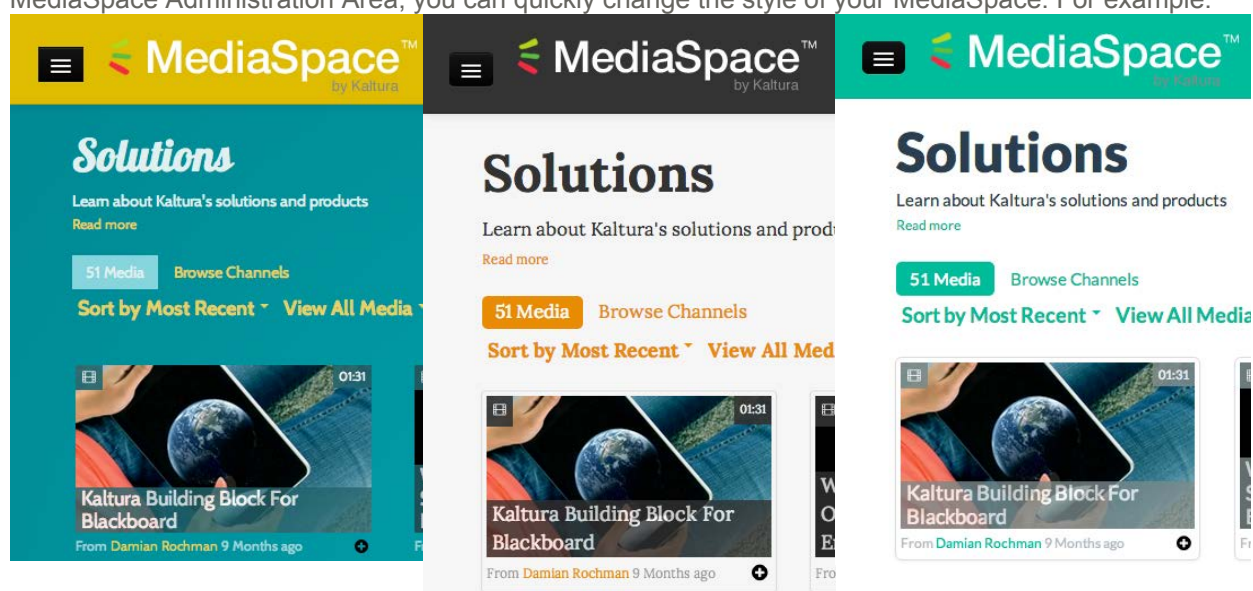 MediaSpace Administration Area, you can quickly change the style of your MediaSpace. For example:
MediaSpace™
by Kaltura
Solutions
Learn about Kaltura's solutions and products
Read more
51 Media Browse Channels
Sort by Most Recent View All Media
01:31
Kaltura Building Block For
Blackboard
From Damian Rochman 9 Months ago
MediaSpace™
by Kaltura
Solutions
Learn about Kaltura's solutions and prod
Read more
51 Media Browse Channels
Sort by Most Recent View All Med
01:31
Kaltura Building Block For
Blackboard
From Damian Rochman 9 Months ago
Fro
MediaSpace™
by Kaltura
Solutions
Learn about Kaltura's solutions and products
Read more
51 Media Browse Channels
Sort by Most Recent View All Media
01:31
Kaltura Building Block For
Blackboard
From Damian Rochman 9 Months ago